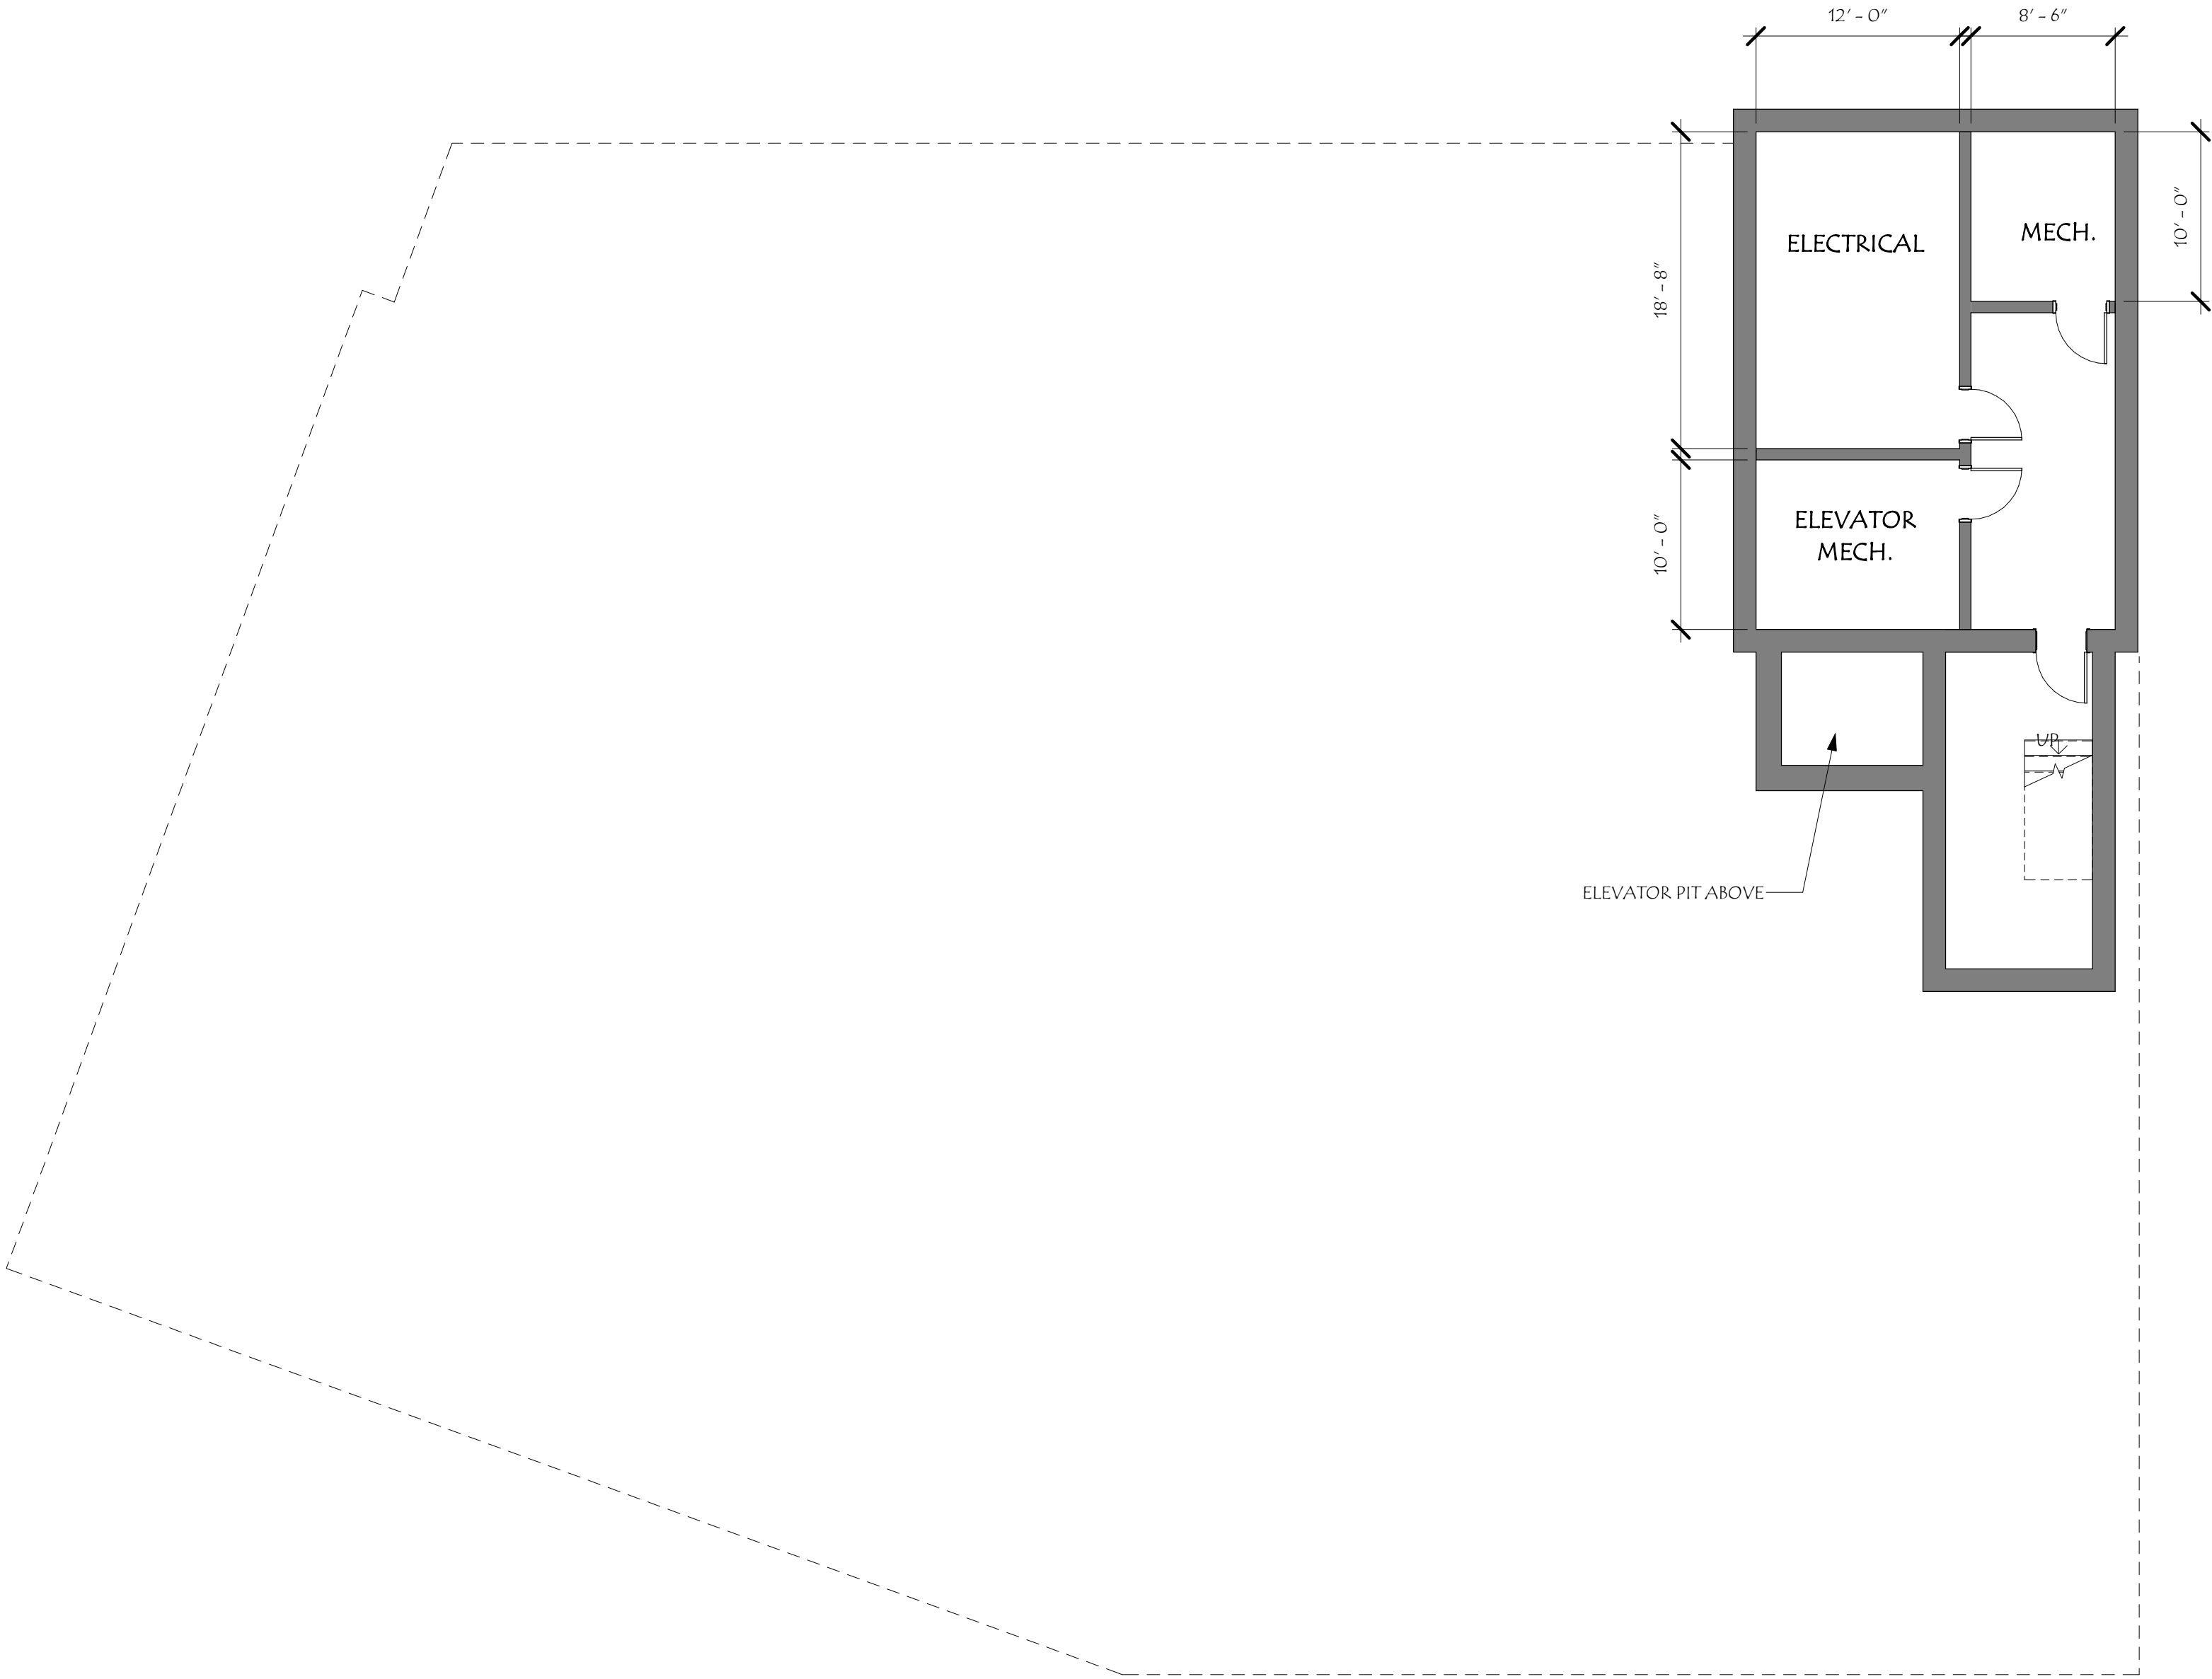 12' - 0"
8' - 6"
10' - 0"
18' - 8"
ELECTRICAL
MECH.
10' - 0"
ELEVATOR
MECH.
UP
ELEVATOR PIT ABOVE